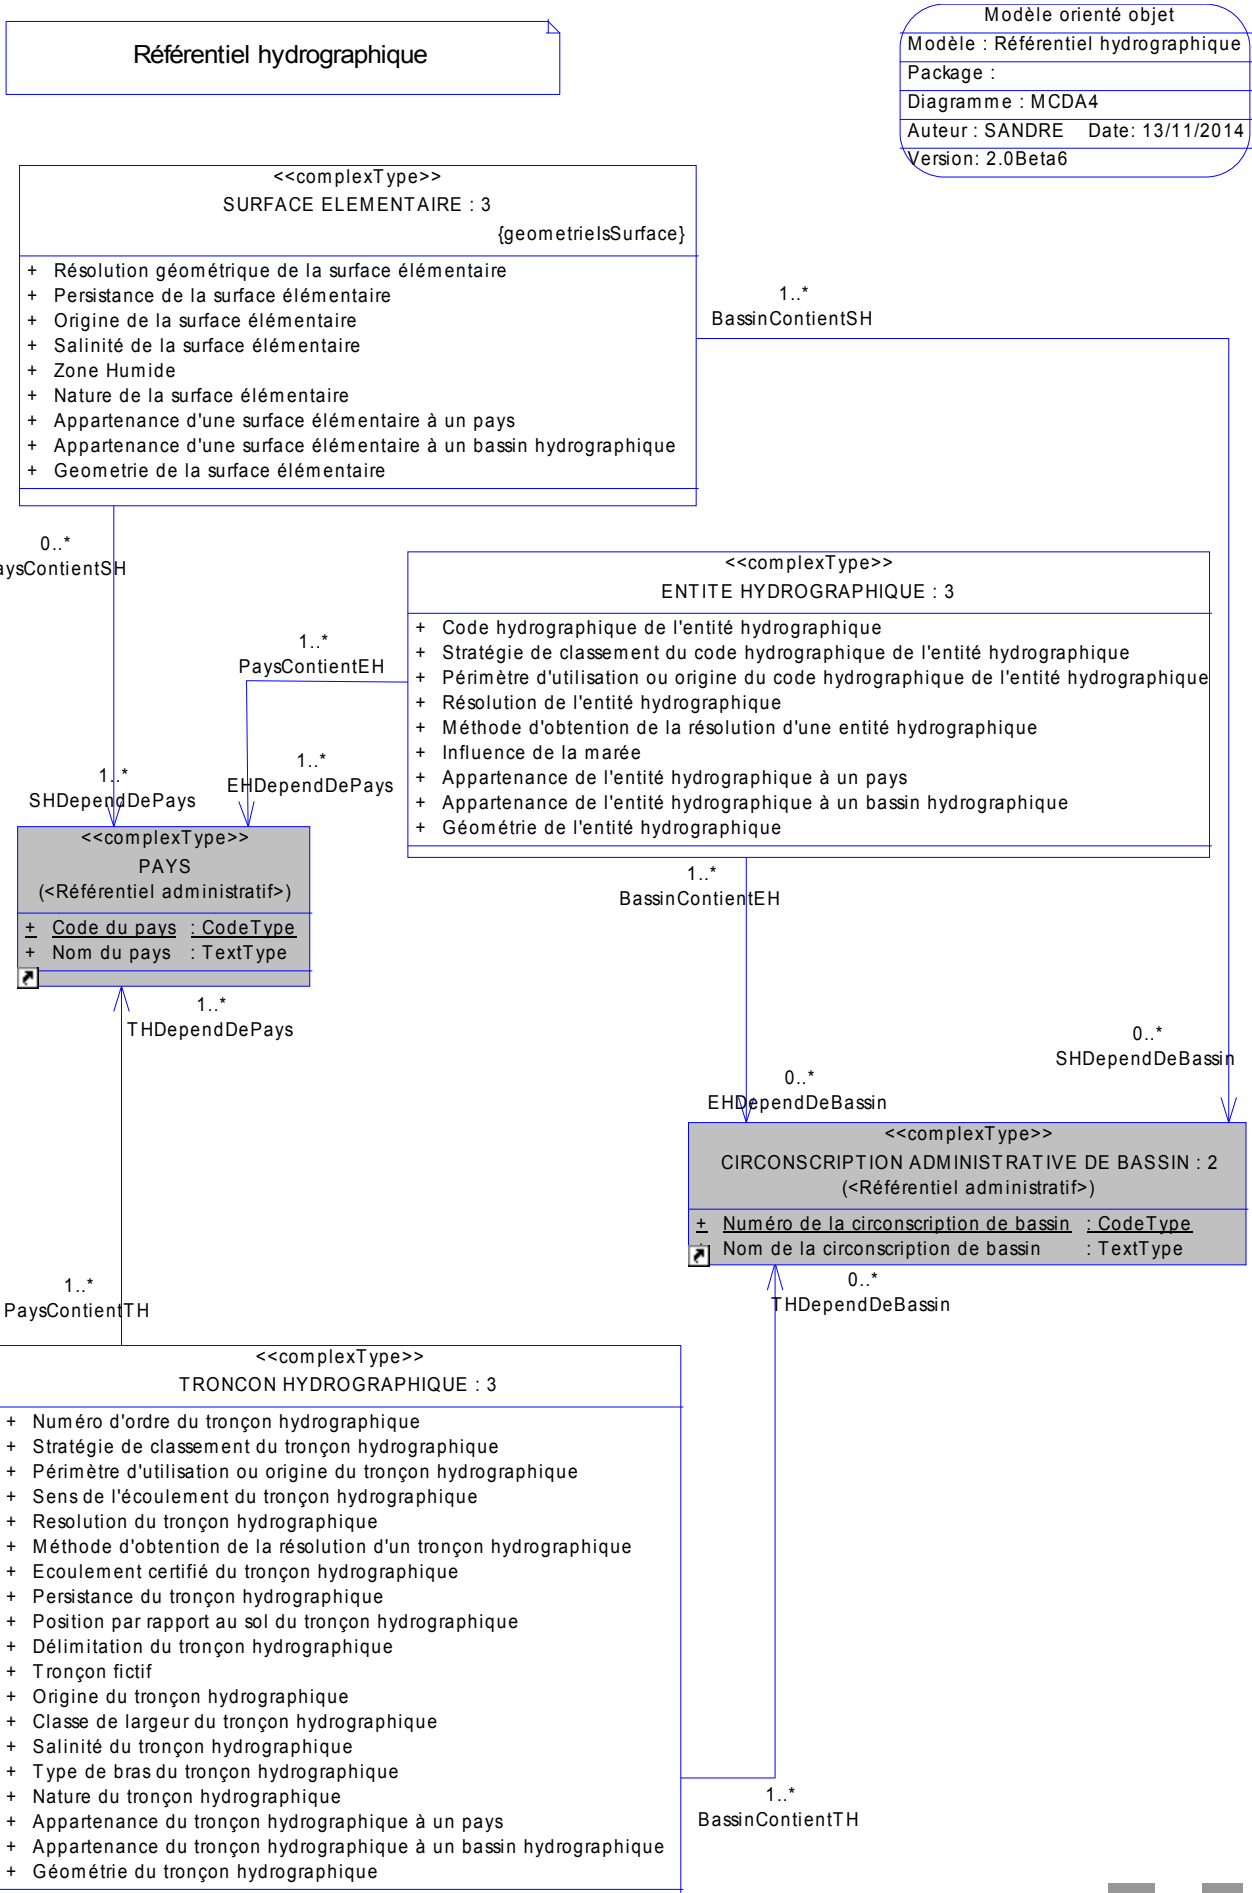 Référentiel hydrographique
Modèle orienté objet
Modèle : Référentiel hydrographique
Package :
Diagramme : MCDA4
Auteur : SANDRE Date: 13/11/2014
Version: 2.0Beta6
<<complexType>>
SURFACE ELEMENTAIRE : 3
{geometrieIsSurface}
+ Résolution géométrique de la surface élémentaire
+ Persistance de la surface élémentaire
+ Origine de la surface élémentaire
+ Salinité de la surface élémentaire
+ Zone Humide
+ Nature de la surface élémentaire
+ Appartenance d'une surface élémentaire à un pays
+ Appartenance d'une surface élémentaire à un bassin hydrographique
+ Geometrie de la surface élémentaire
1..*
BassinContientSH
0..*
aysContientSH
<<complexType>>
ENTITE HYDROGRAPHIQUE : 3
+ Code hydrographique de l'entité hydrographique
+ Stratégie de classement du code hydrographique de l'entité hydrographique
+ Périmètre d'utilisation ou origine du code hydrographique de l'entité hydrographique
+ Résolution de l'entité hydrographique
+ Méthode d'obtention de la résolution d'une entité hydrographique
+ Influence de la marée
+ Appartenance de l'entité hydrographique à un pays
+ Appartenance de l'entité hydrographique à un bassin hydrographique
+ Géométrie de l'entité hydrographique
1..*
PaysContientEH
1..*
EHDependDePays
1..*
SHDependDePays
<<complexType>>
PAYS
(<Référentiel administratif>)
+ Code du pays : CodeType
+ Nom du pays : TextType
1..*
BassinContientEH
1..*
THDependDePays
0..*
SHDependDeBassin
0..*
EHDependDeBassin
<<complexType>>
CIRCONSCRIPTION ADMINISTRATIVE DE BASSIN : 2
(<Référentiel administratif>)
+ Numéro de la circonscription de bassin : CodeType
Nom de la circonscription de bassin : TextType
0..*
THDependDeBassin
1..*
PaysContientTH
<<complexType>>
TRONCON HYDROGRAPHIQUE : 3
+ Numéro d'ordre du tronçon hydrographique
+ Stratégie de classement du tronçon hydrographique
+ Périmètre d'utilisation ou origine du tronçon hydrographique
+ Sens de l'écoulement du tronçon hydrographique
+ Resolution du tronçon hydrographique
+ Méthode d'obtention de la résolution d'un tronçon hydrographique
+ Ecoulement certifié du tronçon hydrographique
+ Persistance du tronçon hydrographique
+ Position par rapport au sol du tronçon hydrographique
+ Délimitation du tronçon hydrographique
+ Tronçon fictif
+ Origine du tronçon hydrographique
+ Classe de largeur du tronçon hydrographique
+ Salinité du tronçon hydrographique
+ Type de bras du tronçon hydrographique
+ Nature du tronçon hydrographique
+ Appartenance du tronçon hydrographique à un pays
+ Appartenance du tronçon hydrographique à un bassin hydrographique
+ Géométrie du tronçon hydrographique
1..*
BassinContientTH